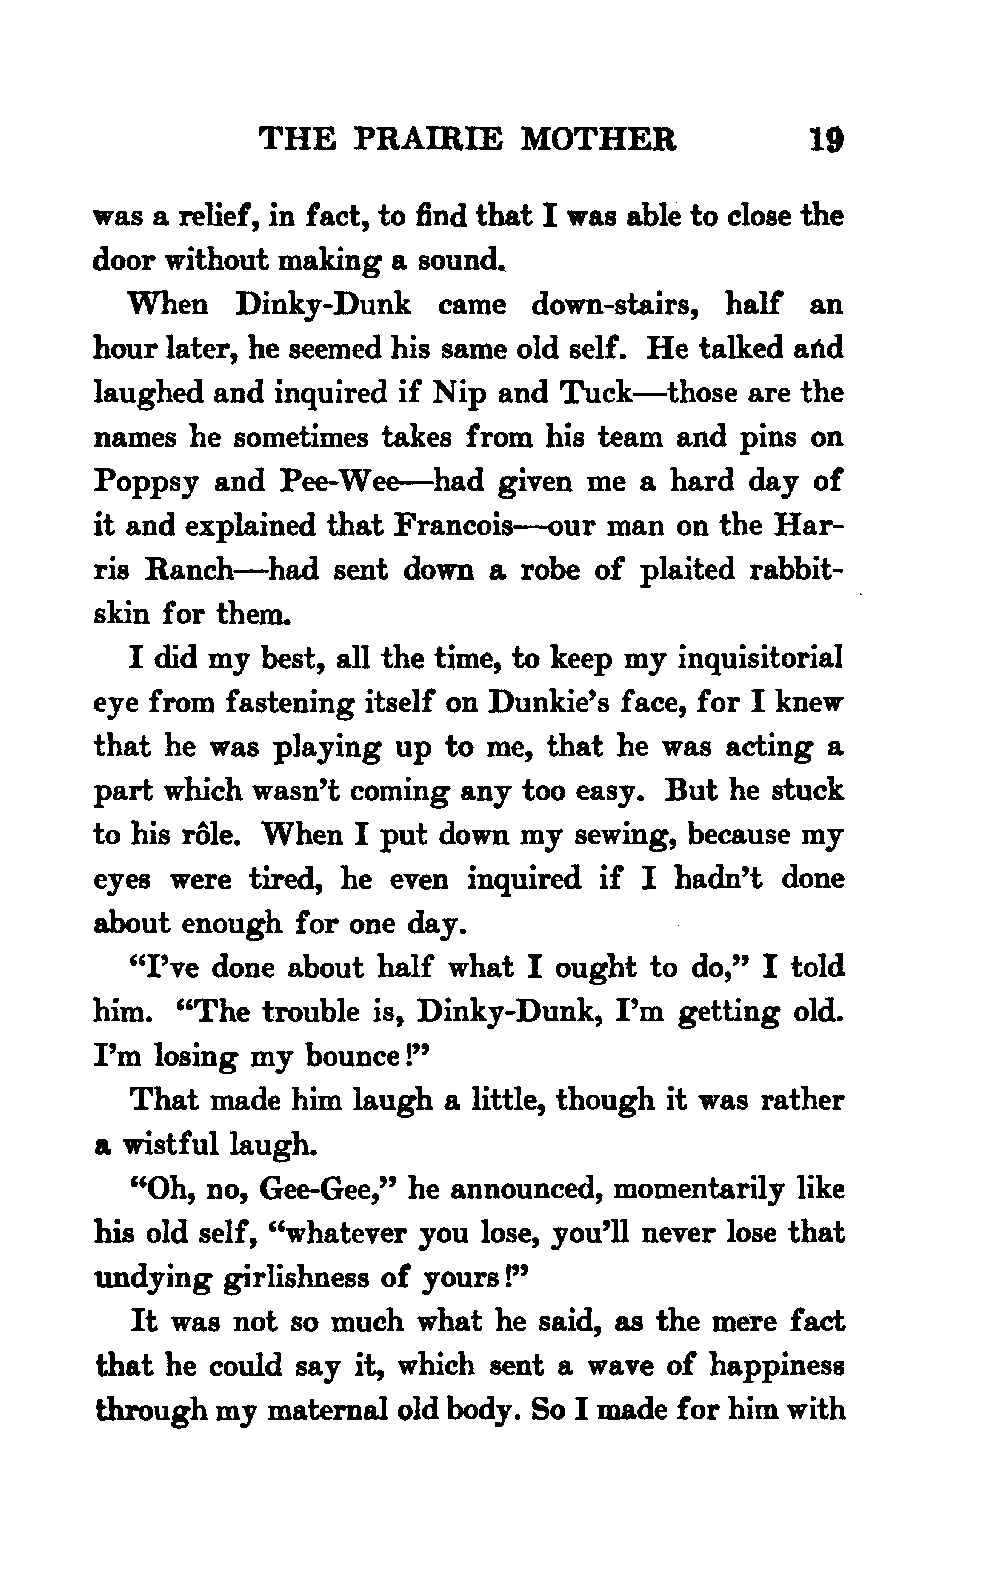 THE PRAIRIE MOTHER 19
was a relief, in fact, to find that I was able to close the
door without making a sound.
When Dinky-Dunk came down-stairs, half an
hour later, he seemed his same old self. He talked and
laughed and inquired if Nip and Tuck—those are the
names he sometimes takes from his team and pins on
Poppsy and Pee-Wee—had given me a hard day of
it and explained that Francois—our man on the Har-
ris Ranch—had sent down a robe of plaited rabbit-
skin for them.
I did my best, all the time, to keep my inquisitorial
eye from fastening itself on Dunkie's face, for I knew
that he was playing up to me, that he was acting a
part which wasn't coming any too easy. But he stuck
to his rôle. When I put down my sewing, because my
eyes were tired, he even inquired if I hadn't done
about enough for one day.
“I've done about half what I ought to do,” I told
him. “The trouble is, Dinky-Dunk, I'm getting old.
I'm losing my bounce!”
That made him laugh a little, though it was rather
a wistful laugh.
“Oh, no, Gee-Gee,” he announced, momentarily like
his old self, “whatever you lose, you'll never lose that
undying girlishness of yours!”
It was not so much what he said, as the mere fact
that he could say it, which sent a wave of happiness
through my maternal old body. So I made for him with